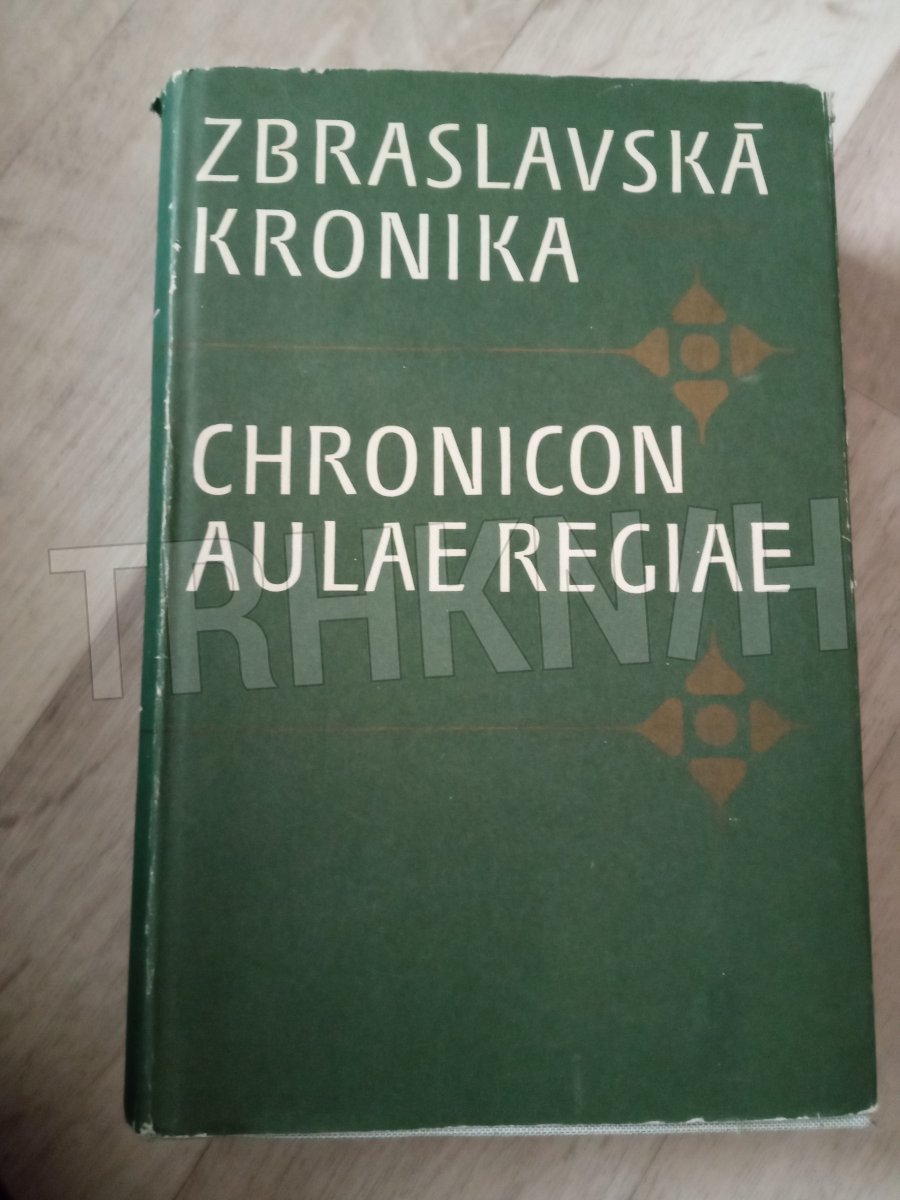 ZBRASLAVSKÁ
KRONIKA
CHRONICON
AULAE REGIAE
TRHKNIH